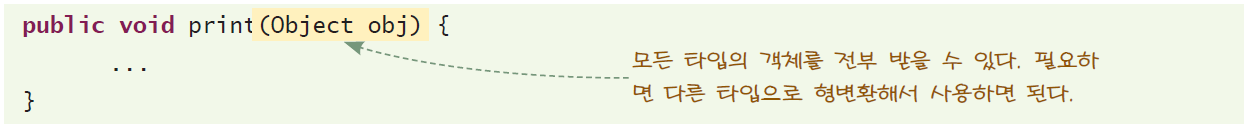 public void print(Object obj) {
...
}
모든 타입의 객체를 전부 받을 수 있다. 필요하
면 다른 타입으로 형변환해서 사용하면 된다.